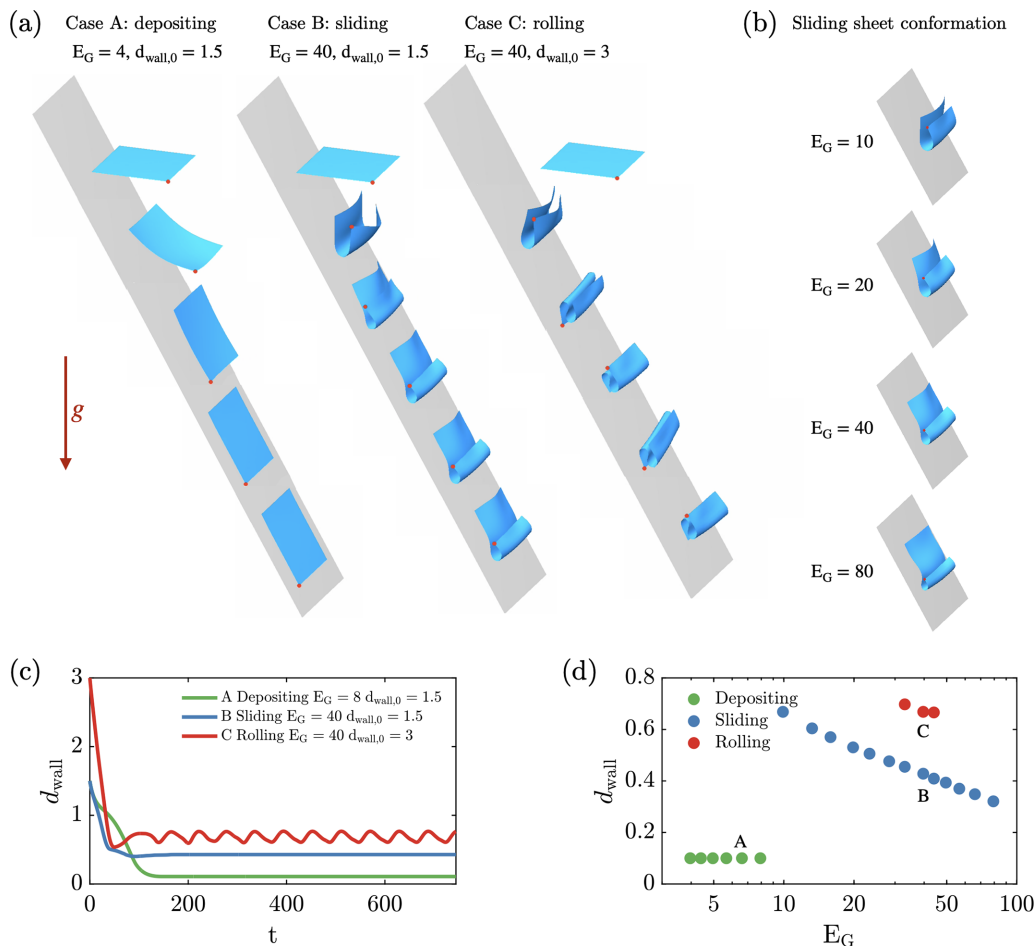 (a)
Case A: depositing
E_G = 4, d_wall,0 = 1.5
Case B: sliding
E_G = 40, d_wall,0 = 1.5
Case C: rolling
E_G = 40, d_wall,0 = 3
g
(b)
Sliding sheet conformation
E_G = 10
E_G = 20
E_G = 40
E_G = 80
(c)
3
2
1
0
d_wall
A Depositing E_G = 8 d_wall,0 = 1.5
B Sliding E_G = 40 d_wall,0 = 1.5
C Rolling E_G = 40 d_wall,0 = 3
0 200 400 600
t
(d)
0.8
0.6
0.4
0.2
0
d_wall
Depositing
Sliding
Rolling
C
B
A
5 10 20 50 100
E_G